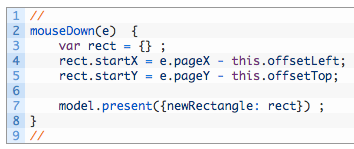 1 //
2 mouseDown(e)  {
3     var rect = {} ;
4     rect.startX = e.pageX - this.offsetLeft;
5     rect.startY = e.pageY - this.offsetTop;
6
7     model.present({newRectangle: rect}) ;
8 }
9 //